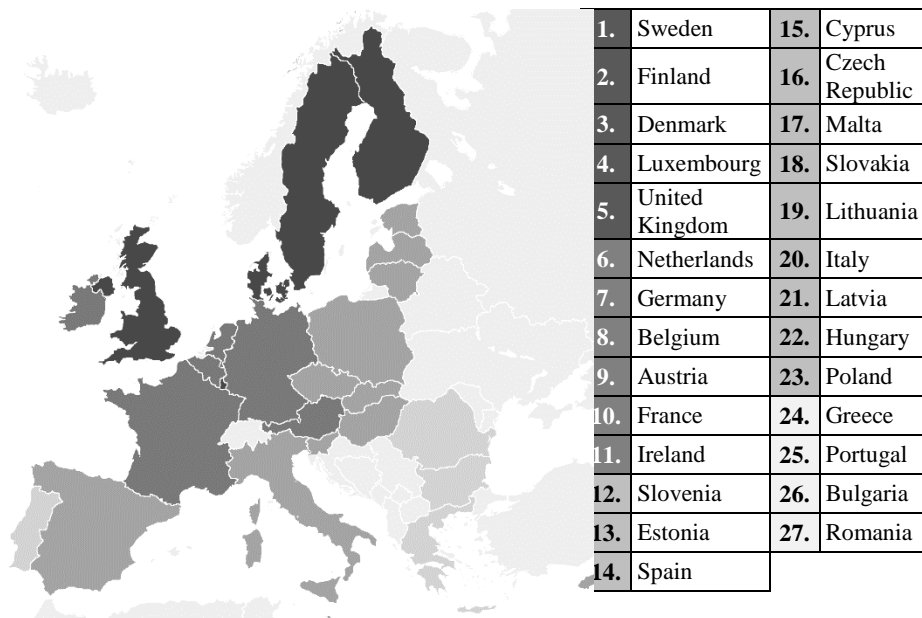 1. Sweden 15. Cyprus
2. Finland 16. Czech
Republic
3. Denmark 17. Malta
4. Luxembourg 18. Slovakia
5. United
Kingdom 19. Lithuania
6. Netherlands 20. Italy
7. Germany 21. Latvia
8. Belgium 22. Hungary
9. Austria 23. Poland
10. France 24. Greece
11. Ireland 25. Portugal
12. Slovenia 26. Bulgaria
13. Estonia 27. Romania
14. Spain